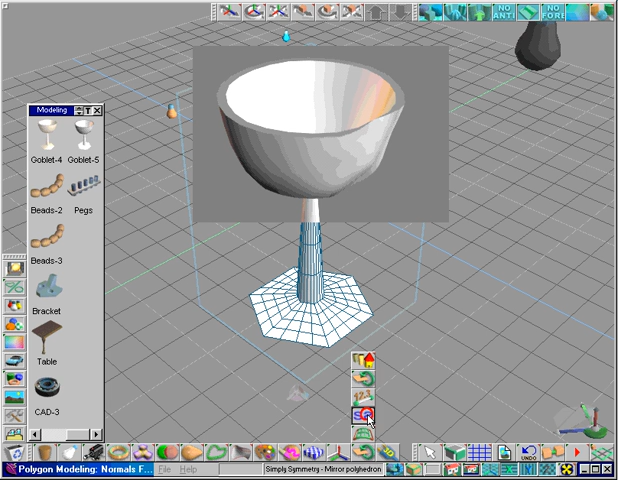 NO
ANTI
NO
FORE
Modeling
Goblet-4
Goblet-5
Beads-2
Pegs
Beads-3
Bracket
Table
CAD-3
123
UNDO
Polygon Modeling: Normals F...
File
Help
Simply Symmetry - Mirror polyhedron